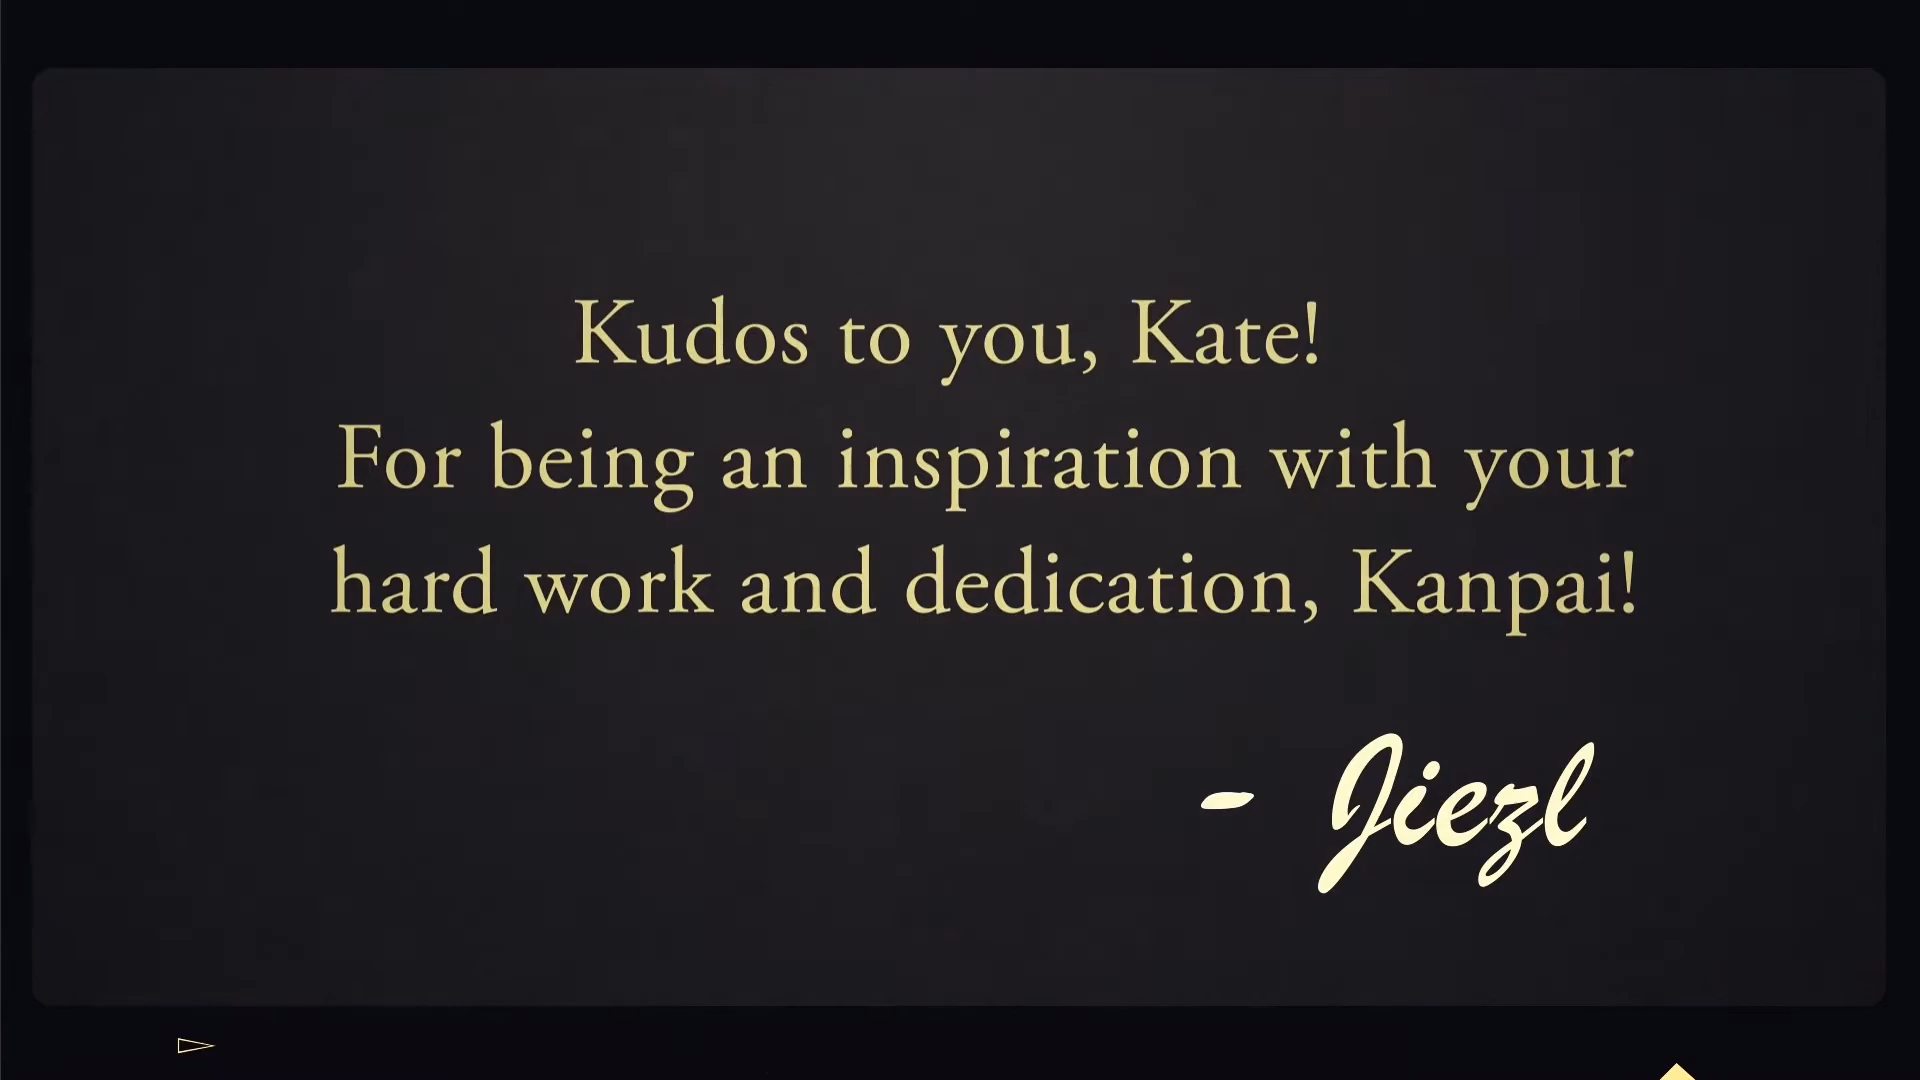 Kudos to you, Kate!
For being an inspiration with your
hard work and dedication, Kanpai!
- Jiezl